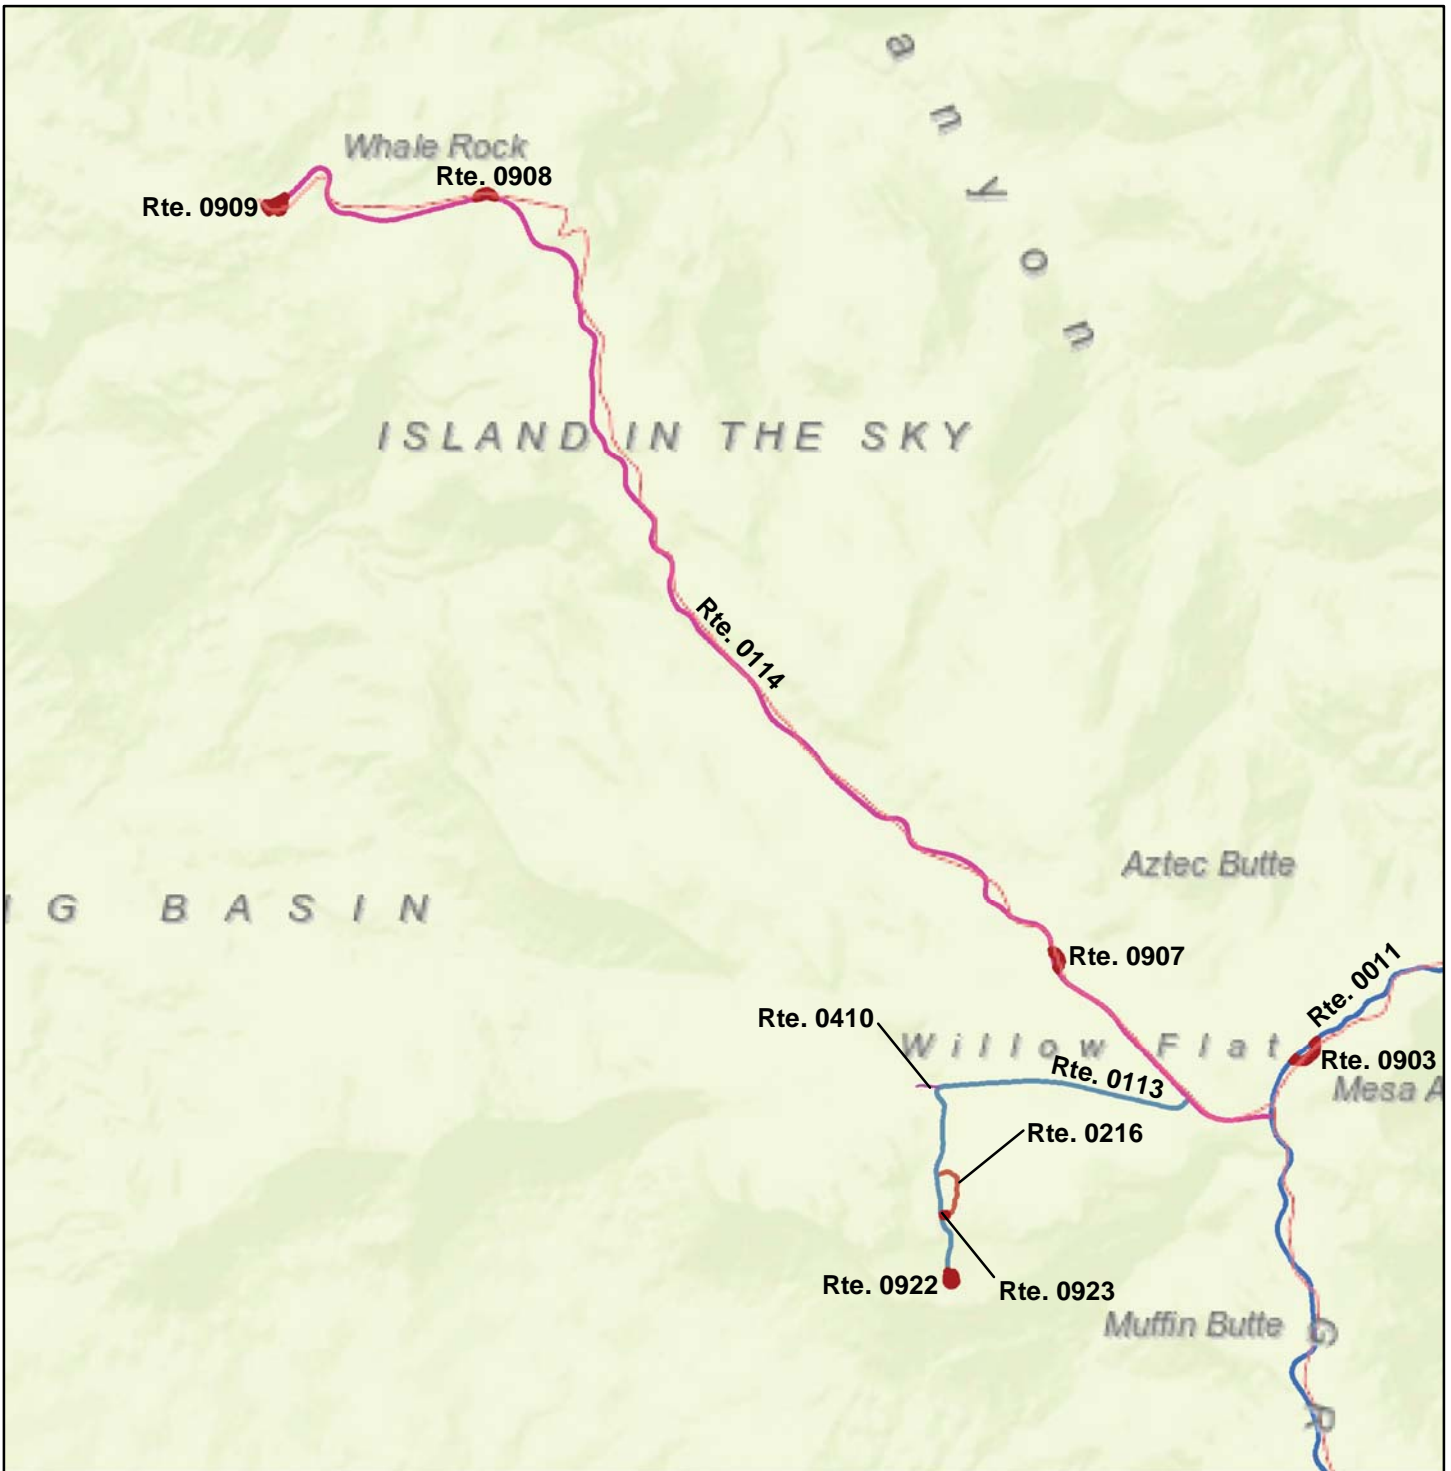 a n y o n
Whale Rock
Rte. 0908
Rte. 0909
ISLAND IN THE SKY
Rte. 0114
Aztec Butte
G BASIN
Rte. 0907
Rte. 0011
Rte. 0410
Willow Flat
Rte. 0903
Rte. 0113
Mesa A
Rte. 0216
Rte. 0922
Rte. 0923
Muffin Butte
G R